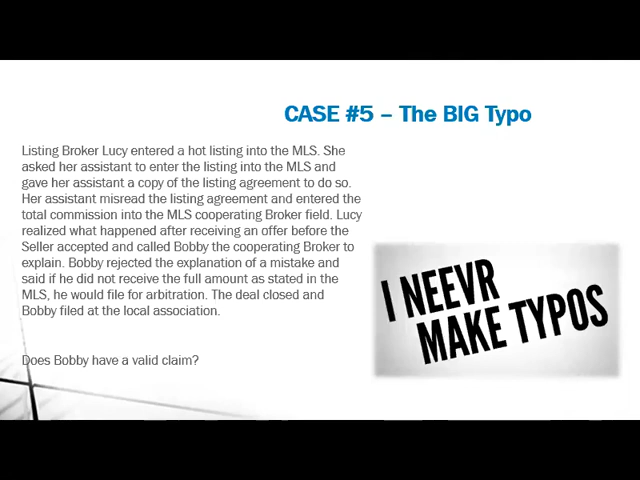 CASE #5 – The BIG Typo
Listing Broker Lucy entered a hot listing into the MLS. She
asked her assistant to enter the listing into the MLS and
gave her assistant a copy of the listing agreement to do so.
Her assistant misread the listing agreement and entered the
total commission into the MLS cooperating Broker field. Lucy
realized what happened after receiving an offer before the
Seller accepted and called Bobby the cooperating Broker to
explain. Bobby rejected the explanation of a mistake and
said if he did not receive the full amount as stated in the
MLS, he would file for arbitration. The deal closed and
Bobby filed at the local association.
Does Bobby have a valid claim?
I NEEVR
MAKE TYPOS